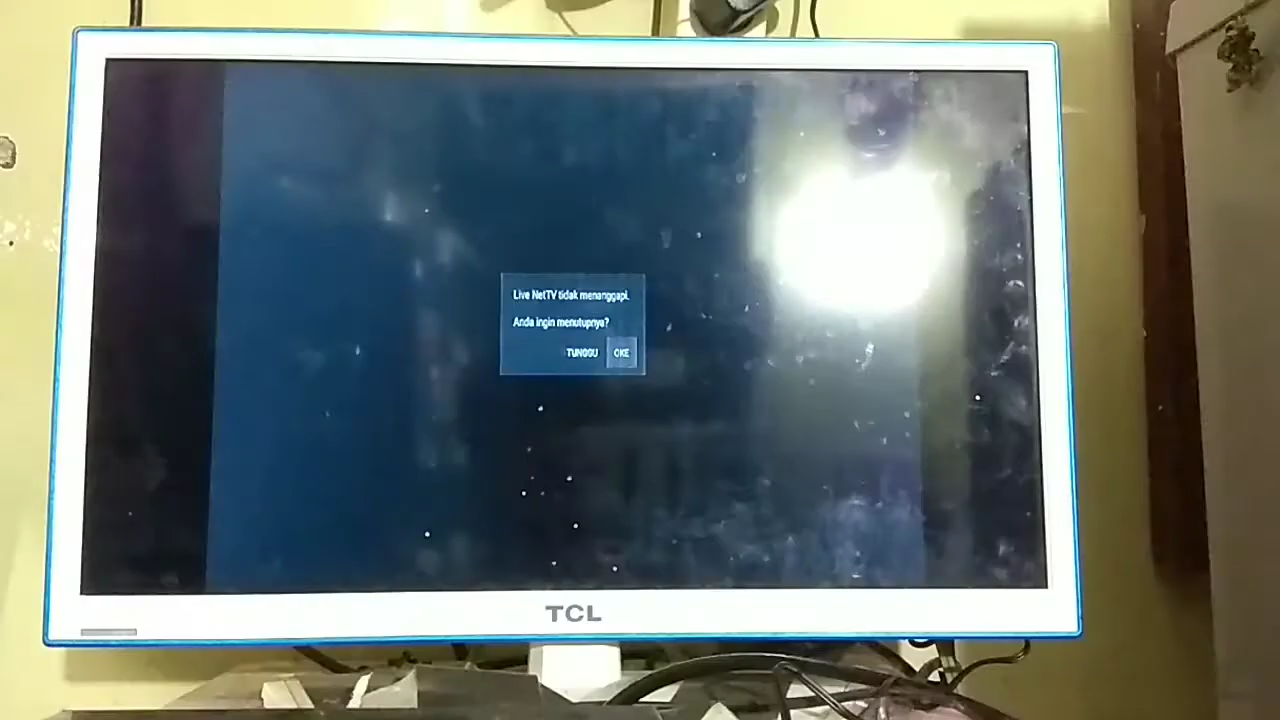 Live NetTV tidak menanggapi.
Anda ingin menutupnya?
TUNGGU OKE
TCL